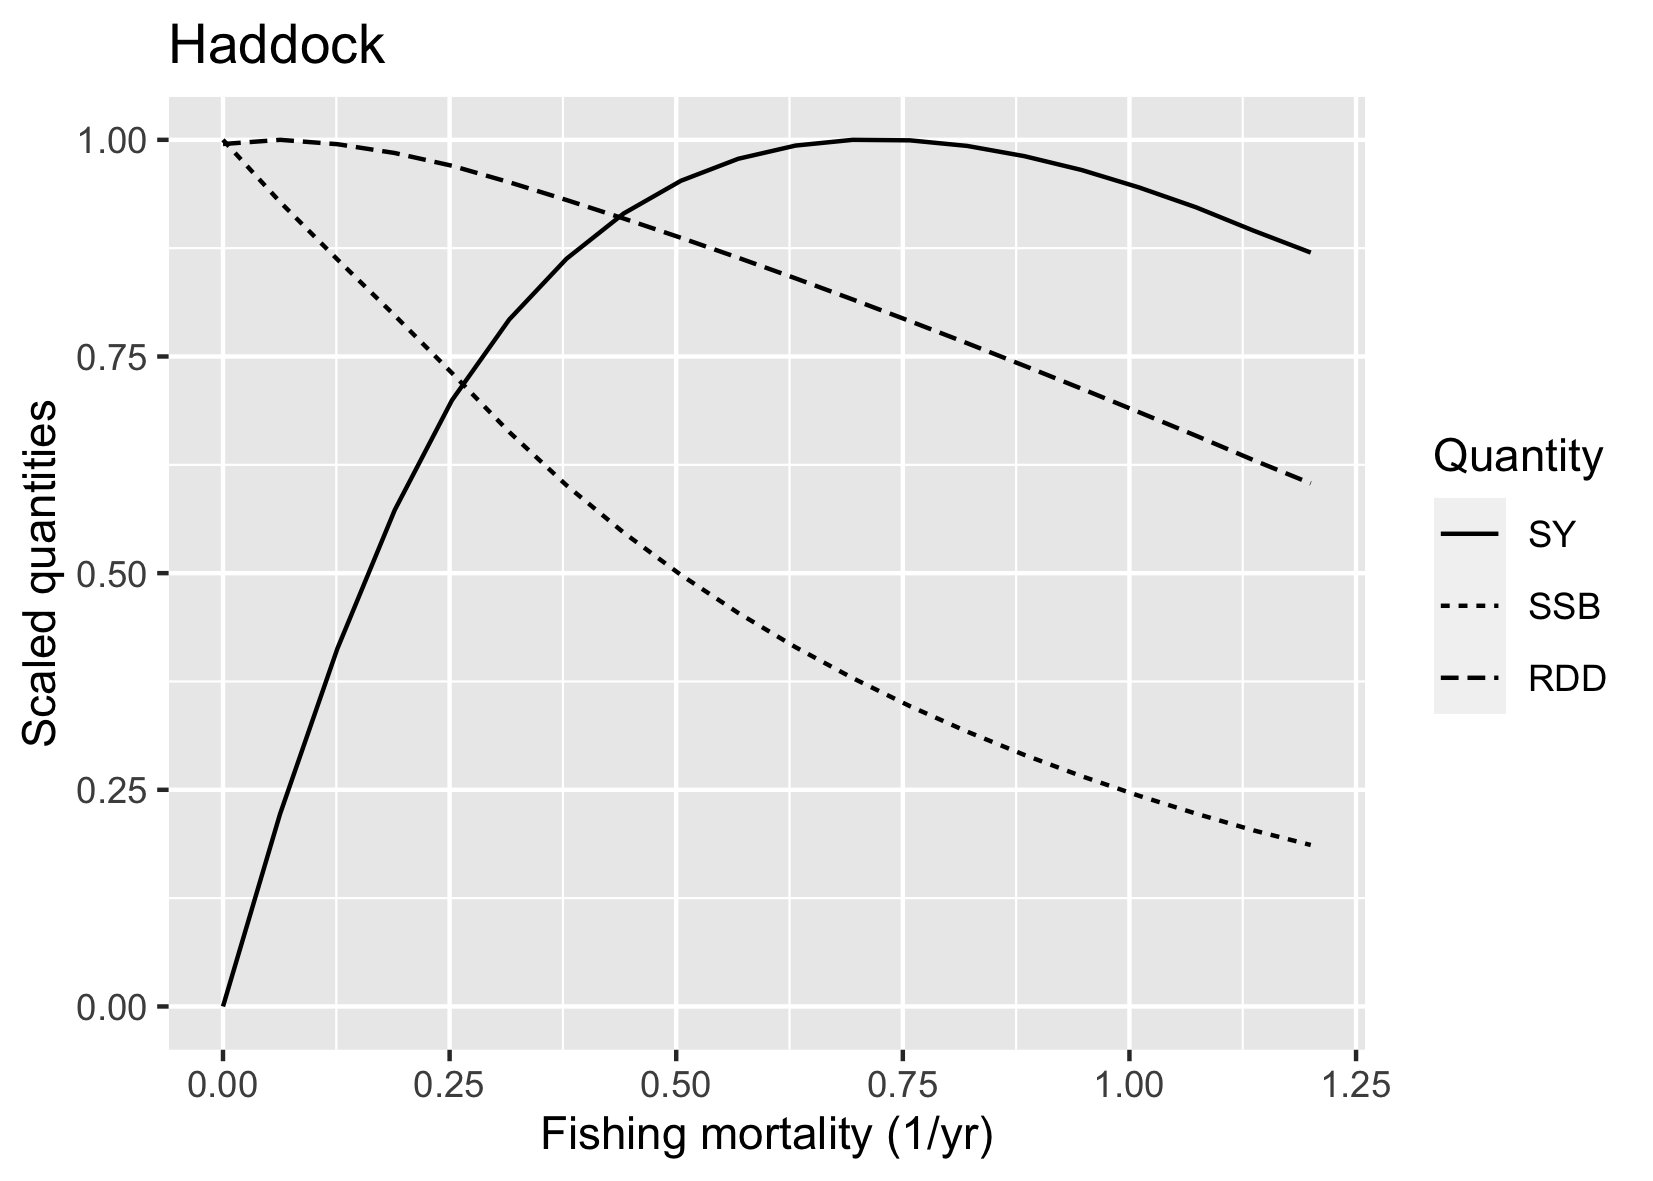 Haddock
1.00
0.75
0.50
0.25
0.00
Scaled quantities
0.00 0.25 0.50 0.75 1.00 1.25
Fishing mortality (1/yr)
Quantity
SY
SSB
RDD